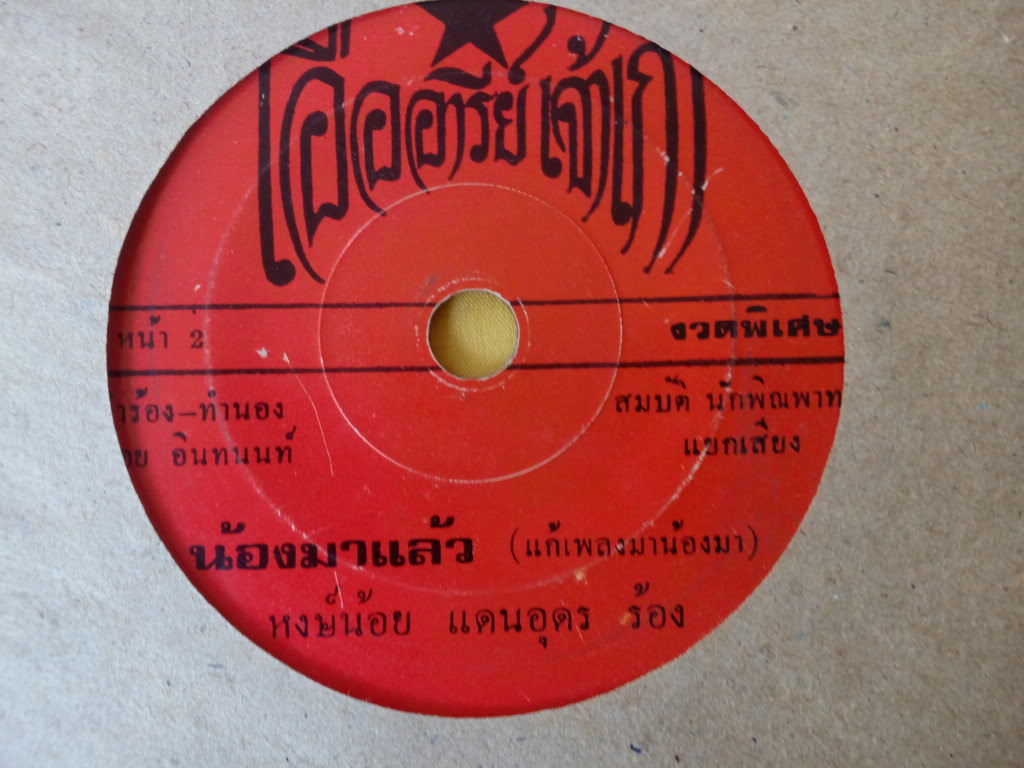 เอื้ออารีย์ เจ้าเก่า
หน้า 2
งวดพิเศษ
ร้อง-ทำนอง
สมบัติ นักพิณพาท
อินทนนท์
แยกเสียง
น้องมาแล้ว (แก้เพลงมาน้องมา)
หงษ์น้อย แดนอุดร ร้อง